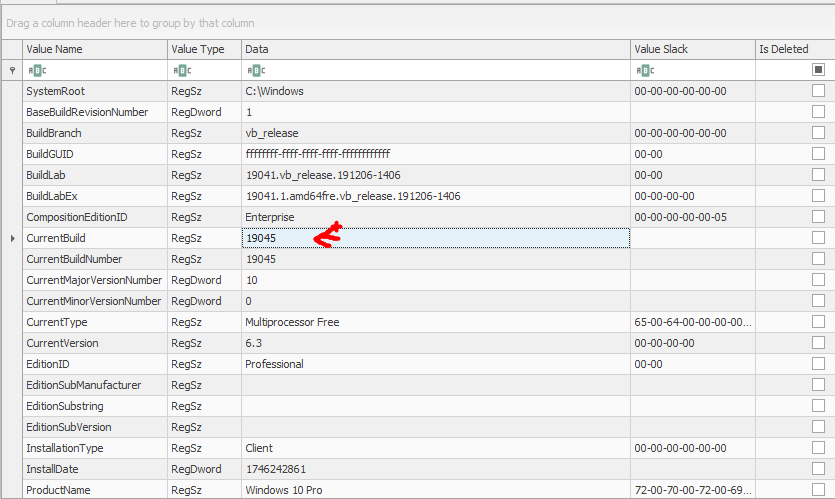 Drag a column header here to group by that column
Value Name Value Type Data Value Slack Is Deleted
ABC ABC ABC ABC
SystemRoot RegSz C:\Windows 00-00-00-00-00-00
BaseBuildRevisionNumber RegDword 1
BuildBranch RegSz vb_release 00-00-00-00-00-00
BuildGUID RegSz ffffffff-ffff-ffff-ffff-ffffffffffff 00-00
BuildLab RegSz 19041.vb_release.191206-1406
BuildLabEx RegSz 19041.1.amd64fre.vb_release.191206-1406 00-00-00-00
CompositionEditionID RegSz Enterprise 00-00-00-00-00-05
CurrentBuild RegSz 19045
CurrentBuildNumber RegSz 19045
CurrentMajorVersionNumber RegDword 10
CurrentMinorVersionNumber RegDword 0
CurrentType RegSz Multiprocessor Free 65-00-64-00-00-00-00...
CurrentVersion RegSz 6.3 00-00-00-00
EditionID RegSz Professional 00-00
EditionSubManufacturer RegSz
EditionSubstring RegSz
EditionSubVersion RegSz
InstallationType RegSz Client 00-00-00-00-00-00
InstallDate RegDword 1746242861
ProductName RegSz Windows 10 Pro 72-00-70-00-72-00-69...